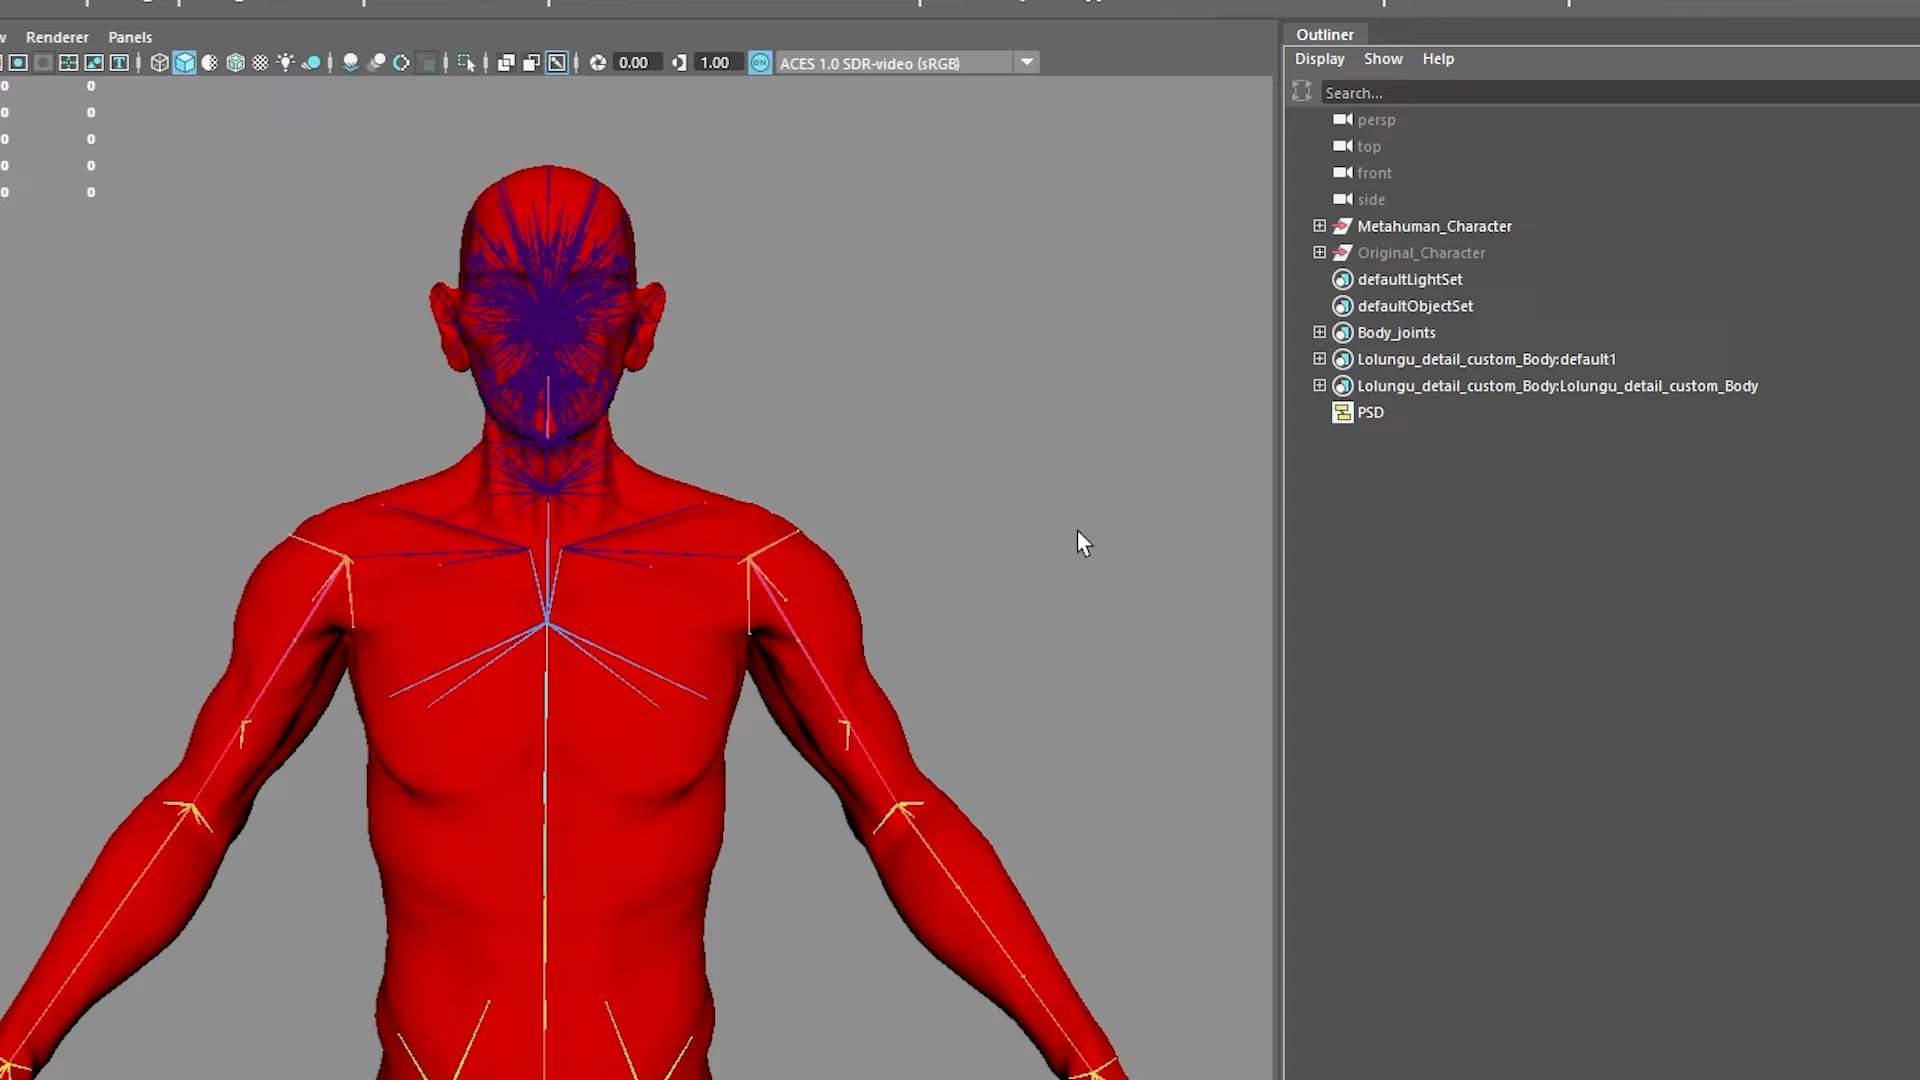 Renderer Panels
0.00 1.00 ON ACES 1.0 SDR-video (sRGB)
0 0
0 0
0 0
0 0
0 0
Outliner
Display Show Help
Search...
persp
top
front
side
Metahuman_Character
Original_Character
defaultLightSet
defaultObjectSet
Body_joints
Lolungu_detail_custom_Body:default1
Lolungu_detail_custom_Body:Lolungu_detail_custom_Body
PSD